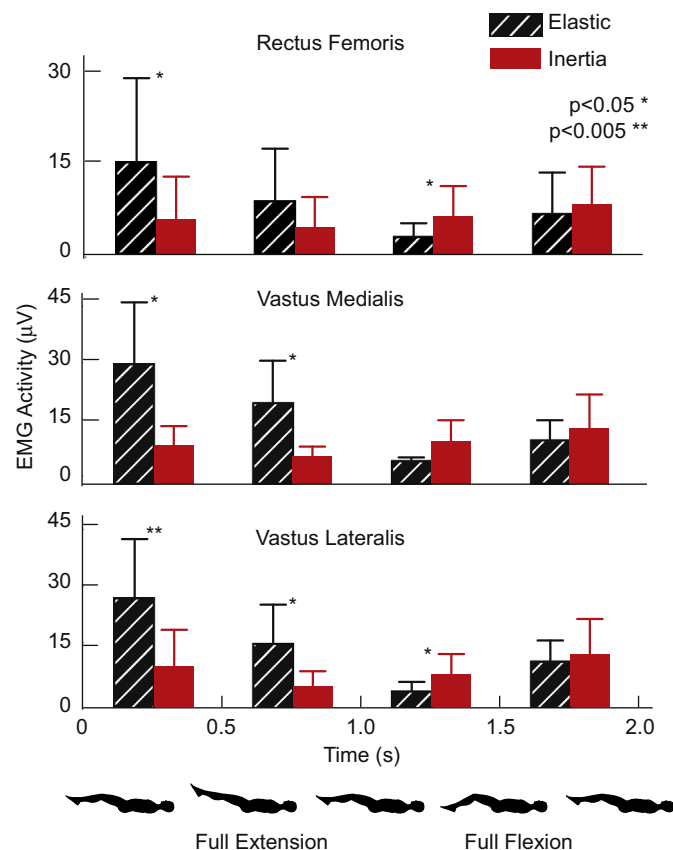 Elastic
Inertia
Rectus Femoris
p<0.05 *
p<0.005 **
30
15
0
*
*
Vastus Medialis
EMG Activity (μV)
45
30
15
0
*
*
Vastus Lateralis
45
30
15
0
**
*
*
0 0.5 1.0 1.5 2.0
Time (s)
Full Extension Full Flexion